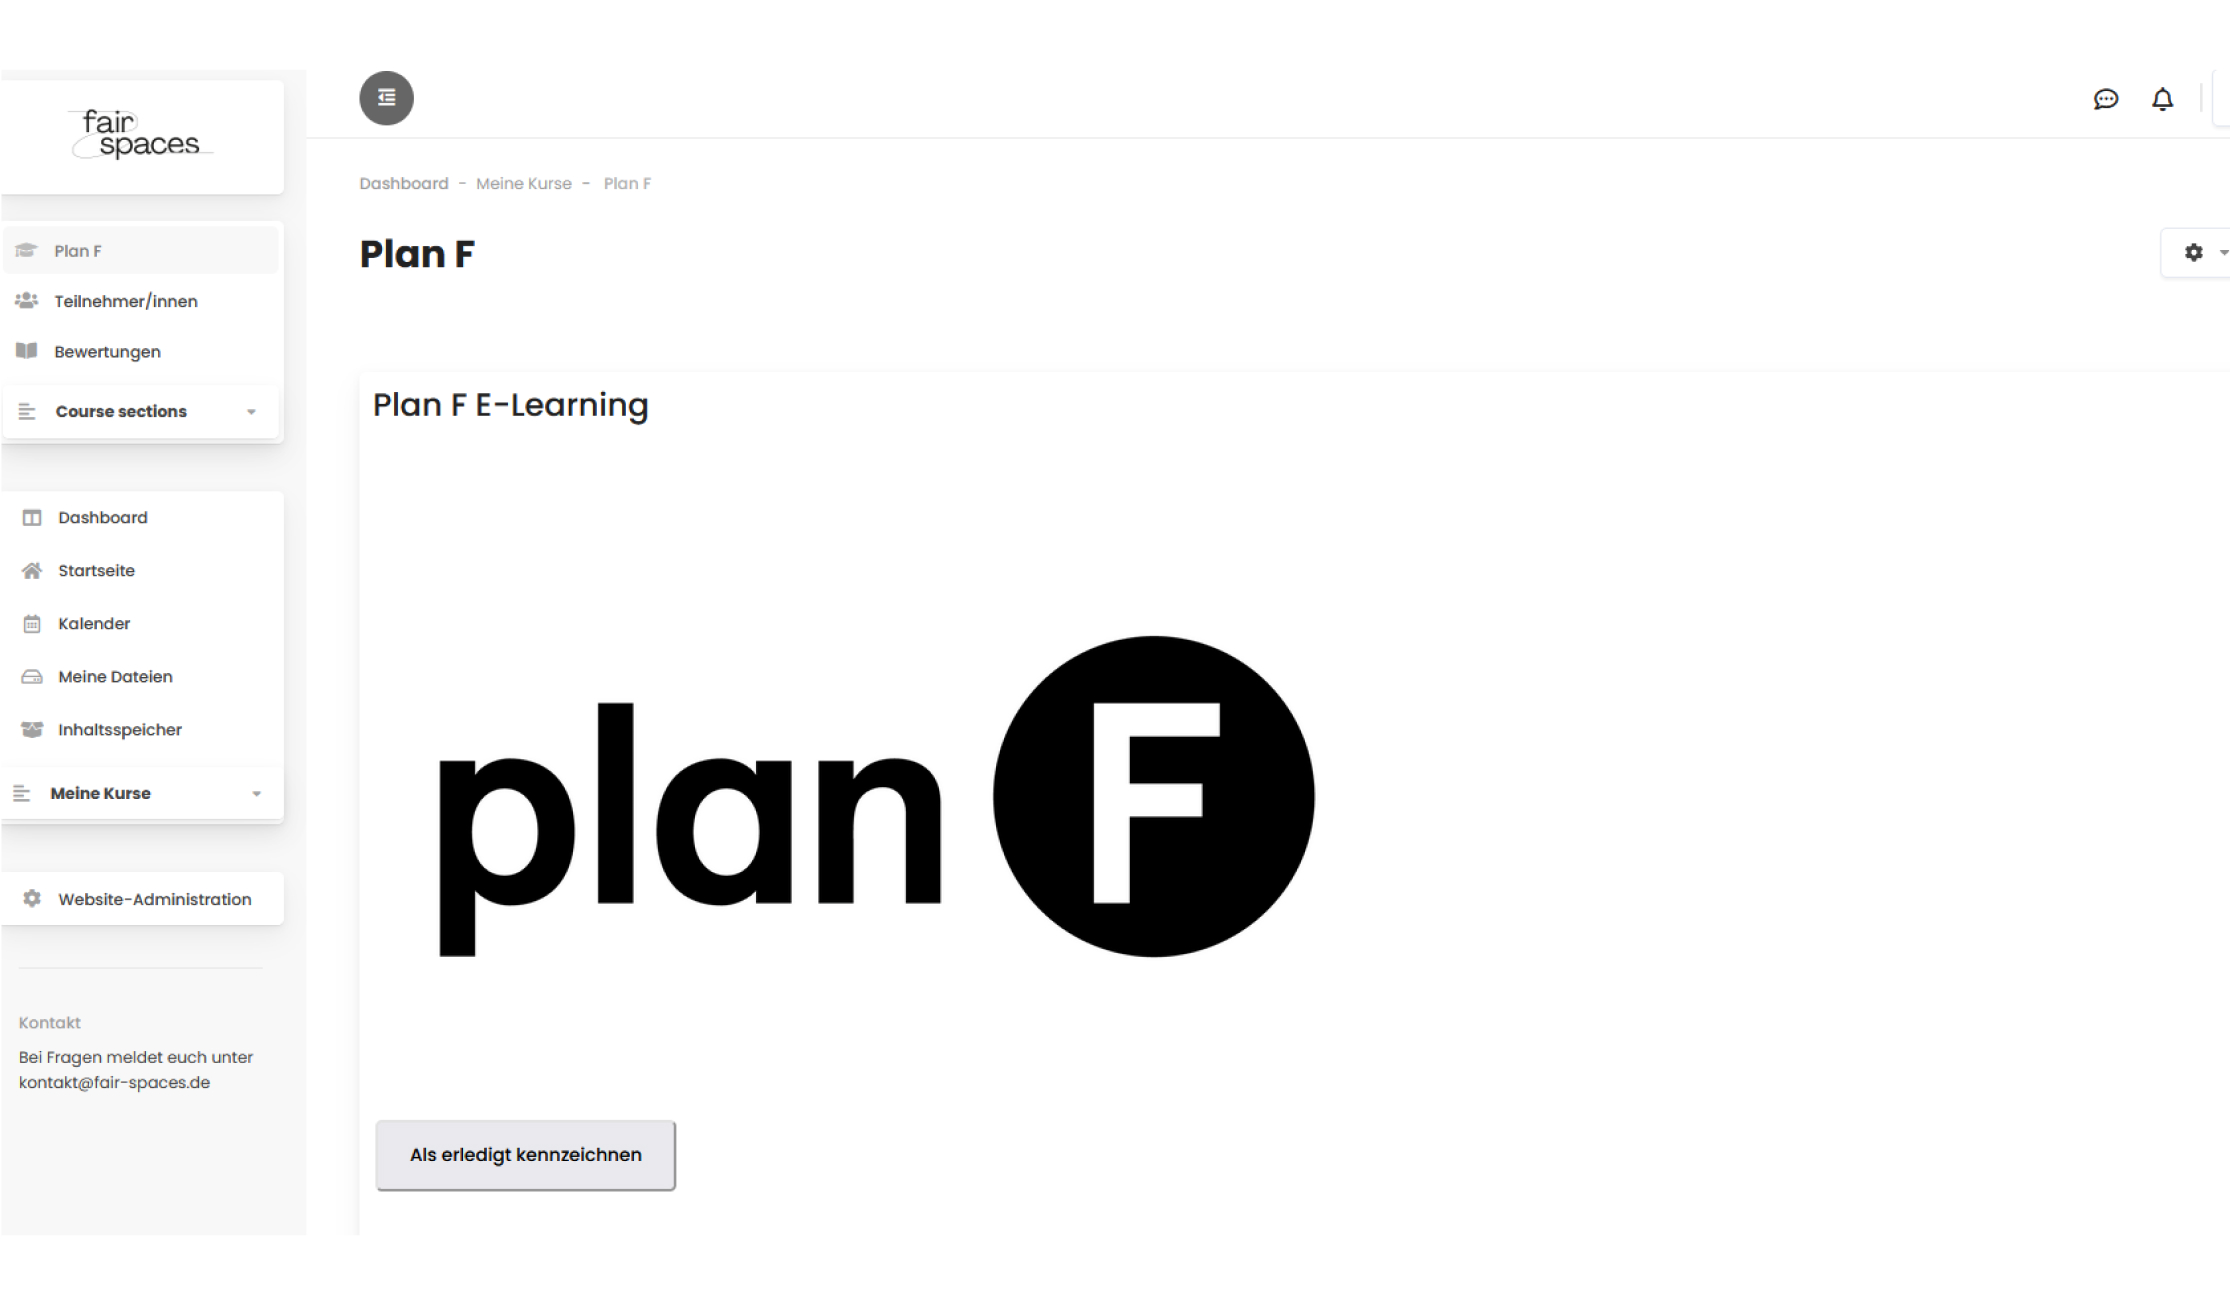 fair
spaces
Plan F
Teilnehmer/innen
Bewertungen
Course sections
Dashboard
Startseite
Kalender
Meine Dateien
Inhaltsspeicher
Meine Kurse
Website-Administration
Kontakt
Bei Fragen meldet euch unter
kontakt@fair-spaces.de
Dashboard - Meine Kurse - Plan F
Plan F
Plan F E-Learning
plan F
Als erledigt kennzeichnen